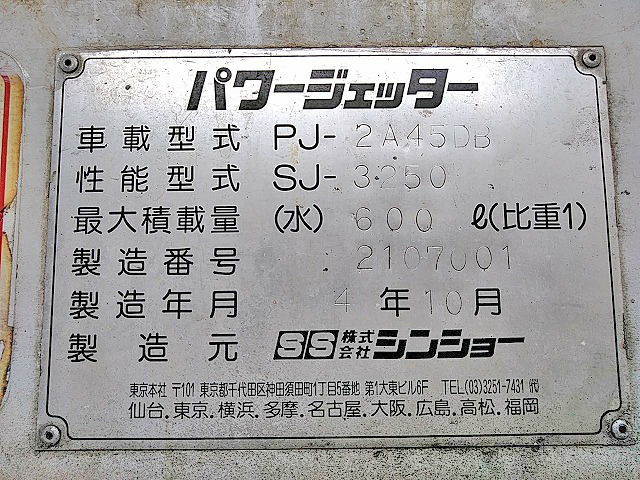 パワージェッター
車載型式 PJ-2A45DB
性能型式 SJ-3250
最大積載量 (水) 600 ℓ(比重1)
製造番号 2107001
製造年月 4年10月
製造元 SS 株式会社 シンショー
東京本社 〒101 東京都千代田区神田須田町1丁目5番地 第1大東ビル6F TEL(03)3251-7431 (代)
仙台.東京.横浜.多摩.名古屋.大阪.広島.高松.福岡